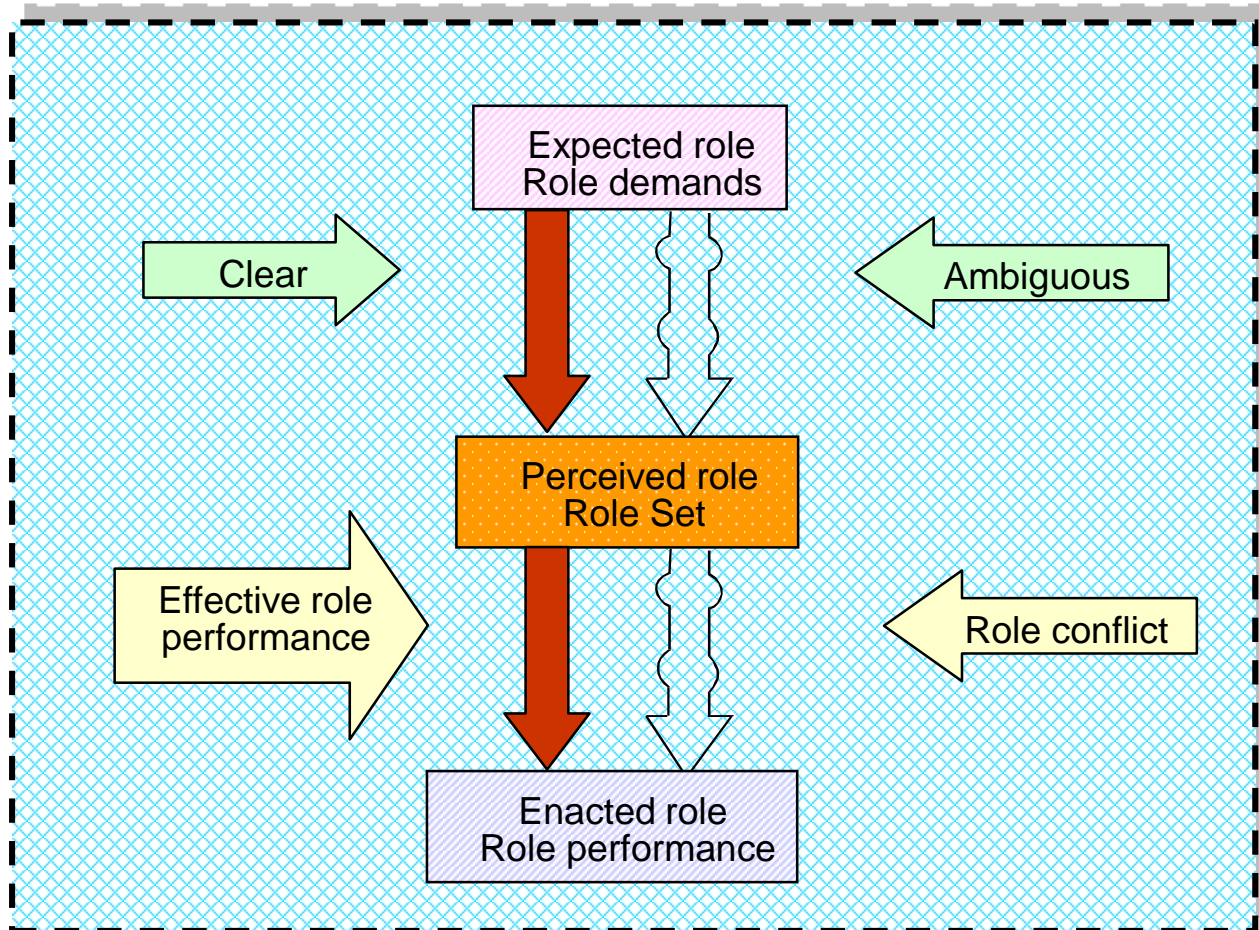 Expected role
Role demands
Clear
Ambiguous
Perceived role
Role Set
Effective role
performance
Role conflict
Enacted role
Role performance